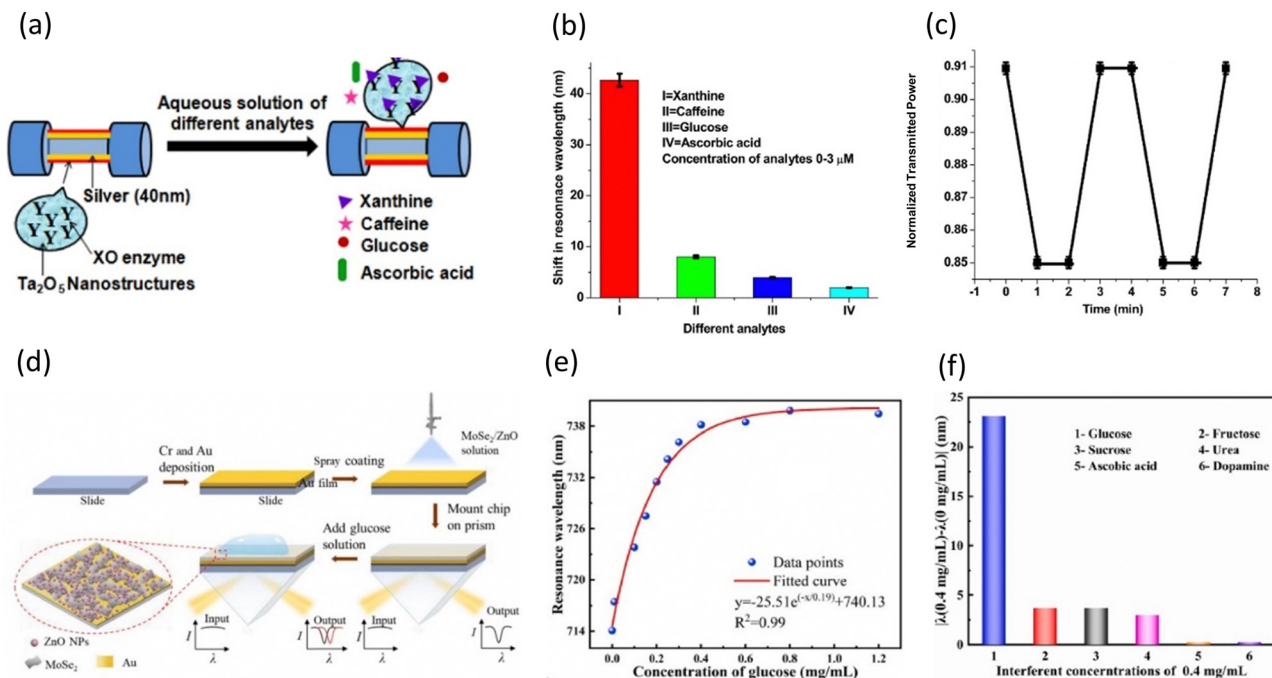 (a)
Aqueous solution of
different analytes
Silver (40nm)
XO enzyme
Ta₂O₅ Nanostructures
Y Y Y Y Y Y
Y Y Y Y Y
Xanthine
Caffeine
Glucose
Ascorbic acid
(b)
Shift in resonnace wavelength (nm)
40
30
20
10
0
I=Xanthine
II=Caffeine
III=Glucose
IV=Ascorbic acid
Concentration of analytes 0-3 μM
I II III IV
Different analytes
(c)
Normalized Transmitted Power
0.91
0.90
0.89
0.88
0.87
0.86
0.85
-1 0 1 2 3 4 5 6 7 8
Time (min)
(d)
Cr and Au
deposition
Slide
Spray coating
Au film
Slide
MoSe₂/ZnO
solution
Mount chip
on prism
Add glucose
solution
Input
I
λ
Output
I
λ
Input
I
λ
Output
I
λ
ZnO NPs
MoSe₂
Au
(e)
Resonance wavelength (nm)
738
732
726
720
714
Data points
Fitted curve
y=-25.51e^(-x/0.19)+740.13
R²=0.99
0.0 0.2 0.4 0.6 0.8 1.0 1.2
Concentration of glucose (mg/mL)
(f)
|λ(0.4 mg/mL)-λ(0 mg/mL)| (nm)
25
20
15
10
5
0
1- Glucose 2- Fructose
3- Sucrose 4- Urea
5- Ascobic acid 6- Dopamine
1 2 3 4 5 6
Interferent concerntrations of 0.4 mg/mL